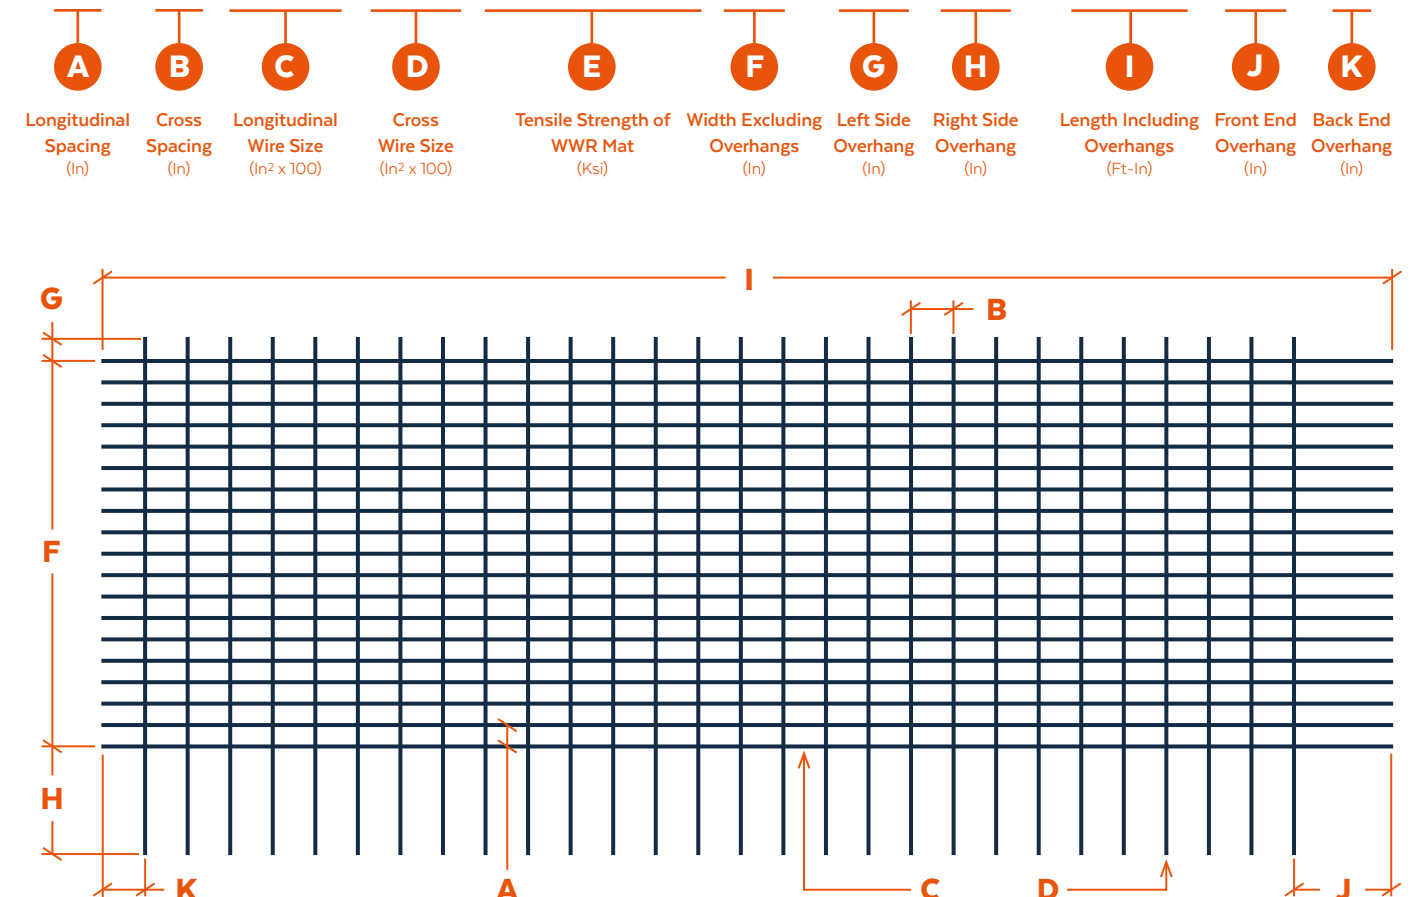 A B C D E F G H I J K
Longitudinal Cross Longitudinal Cross Tensile Strength of Width Excluding Left Side Right Side Length Including Front End Back End
Spacing Spacing Wire Size Wire Size WWR Mat Overhangs Overhang Overhang Overhangs Overhang Overhang
(In) (In) (In² x 100) (In² x 100) (Ksi) (In) (In) (In) (Ft-In) (In) (In)
I
G
B
F
H
K A C D J